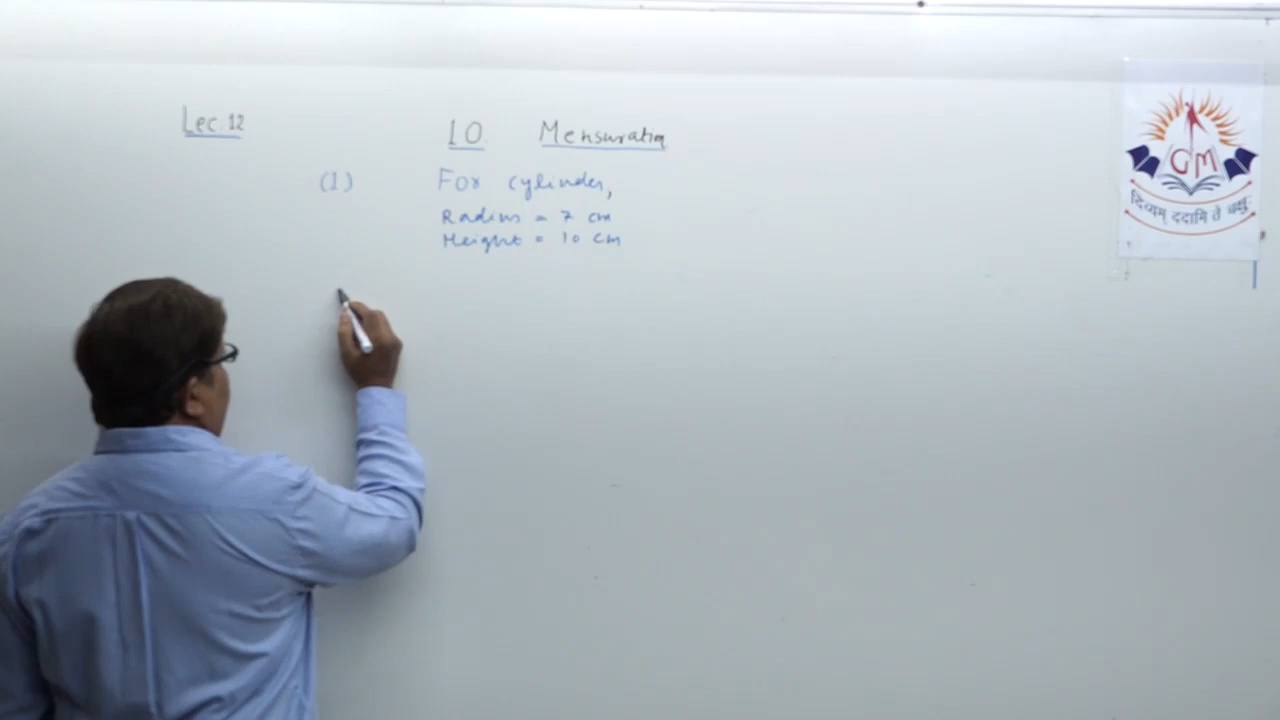 Lec. 12
10 Mensuration
(1) For cylinder,
Radius = 7 cm
Height = 10 cm
GM
दिव्यम् ददामि ते चक्षुः